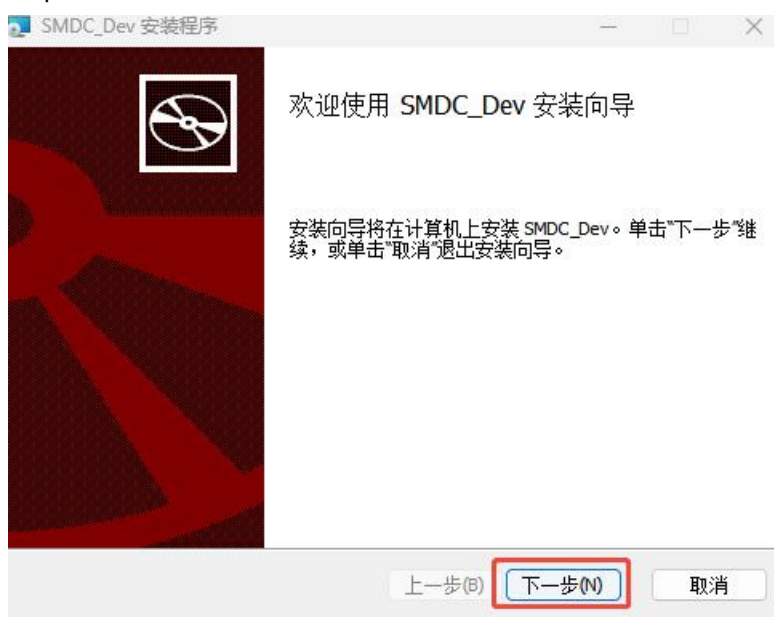 SMDC_Dev 安装程序
欢迎使用 SMDC_Dev 安装向导
安装向导将在计算机上安装 SMDC_Dev。单击"下一步"继
续，或单击"取消"退出安装向导。
上一步(B) 下一步(N) 取消